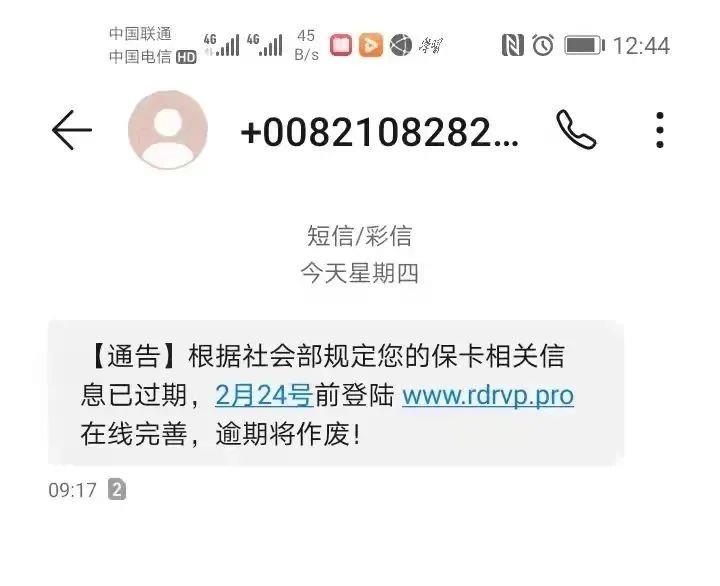 中国联通
中国电信 HD
4G 4G 45 B/s 学习 12:44
+0082108282...
短信/彩信
今天星期四
【通告】根据社会部规定您的保卡相关信
息已过期，2月24号前登陆 www.rdrvp.pro
在线完善，逾期将作废！
09:17 2